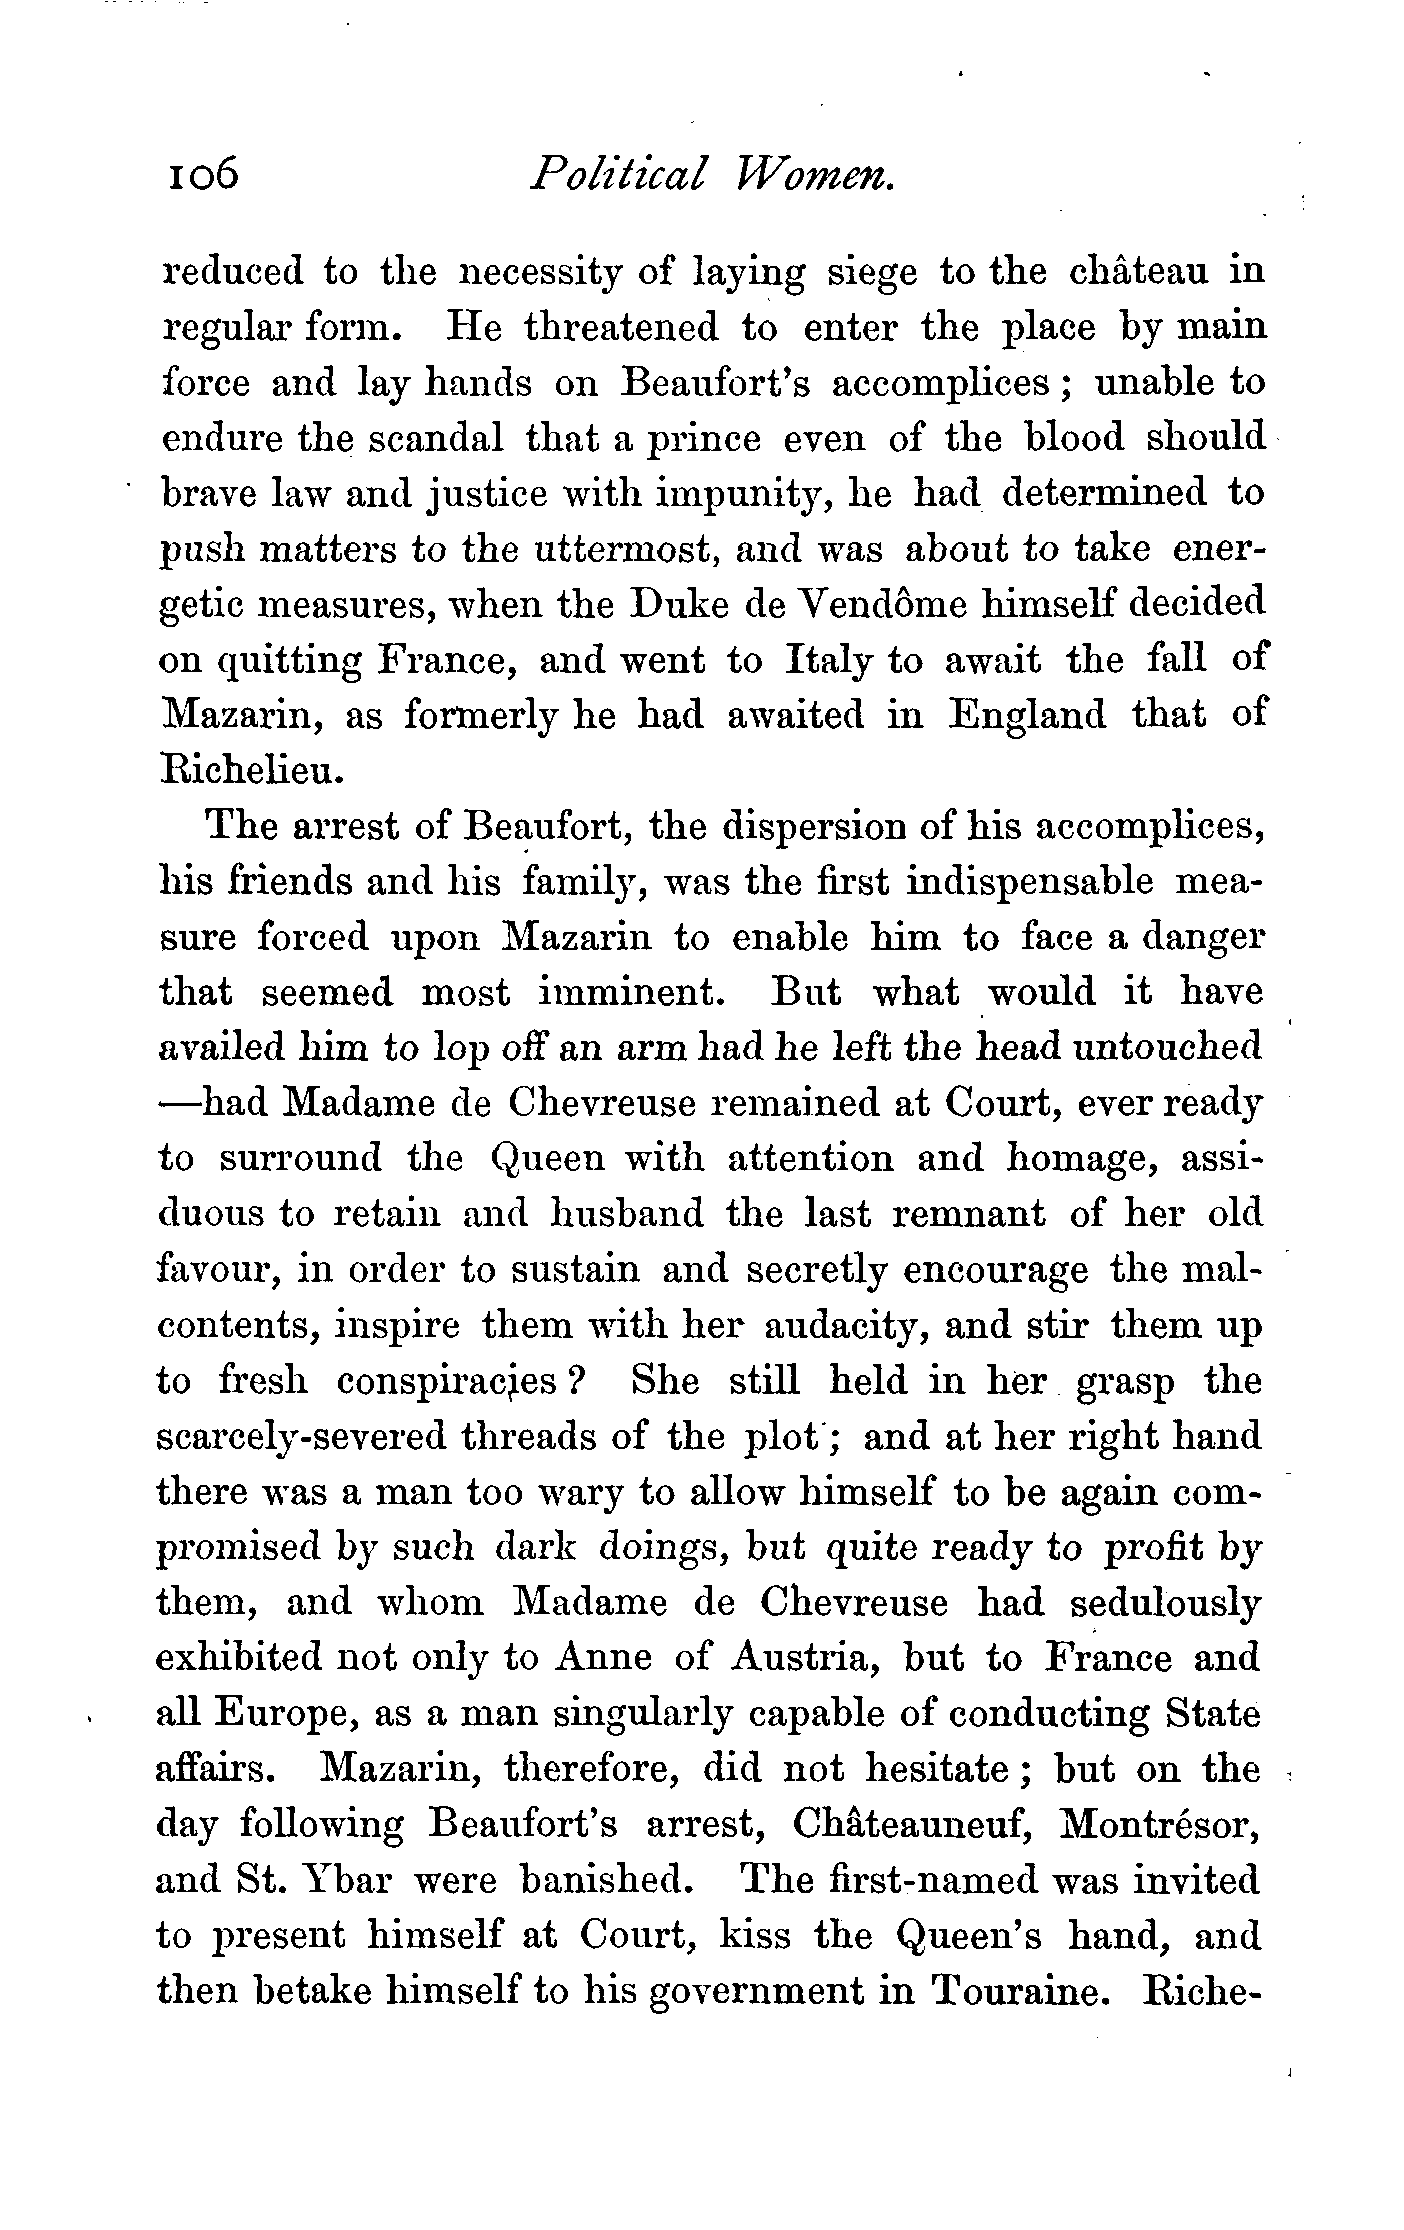 106 Political Women.
reduced to the necessity of laying siege to the château in
regular form. He threatened to enter the place by main
force and lay hands on Beaufort's accomplices ; unable to
endure the scandal that a prince even of the blood should
brave law and justice with impunity, he had determined to
push matters to the uttermost, and was about to take ener-
getic measures, when the Duke de Vendôme himself decided
on quitting France, and went to Italy to await the fall of
Mazarin, as formerly he had awaited in England that of
Richelieu.
The arrest of Beaufort, the dispersion of his accomplices,
his friends and his family, was the first indispensable mea-
sure forced upon Mazarin to enable him to face a danger
that seemed most imminent. But what would it have
availed him to lop off an arm had he left the head untouched
—had Madame de Chevreuse remained at Court, ever ready
to surround the Queen with attention and homage, assi-
duous to retain and husband the last remnant of her old
favour, in order to sustain and secretly encourage the mal-
contents, inspire them with her audacity, and stir them up
to fresh conspiracies ? She still held in her grasp the
scarcely-severed threads of the plot ; and at her right hand
there was a man too wary to allow himself to be again com-
promised by such dark doings, but quite ready to profit by
them, and whom Madame de Chevreuse had sedulously
exhibited not only to Anne of Austria, but to France and
all Europe, as a man singularly capable of conducting State
affairs. Mazarin, therefore, did not hesitate ; but on the
day following Beaufort's arrest, Châteauneuf, Montrésor,
and St. Ybar were banished. The first-named was invited
to present himself at Court, kiss the Queen's hand, and
then betake himself to his government in Touraine. Riche-